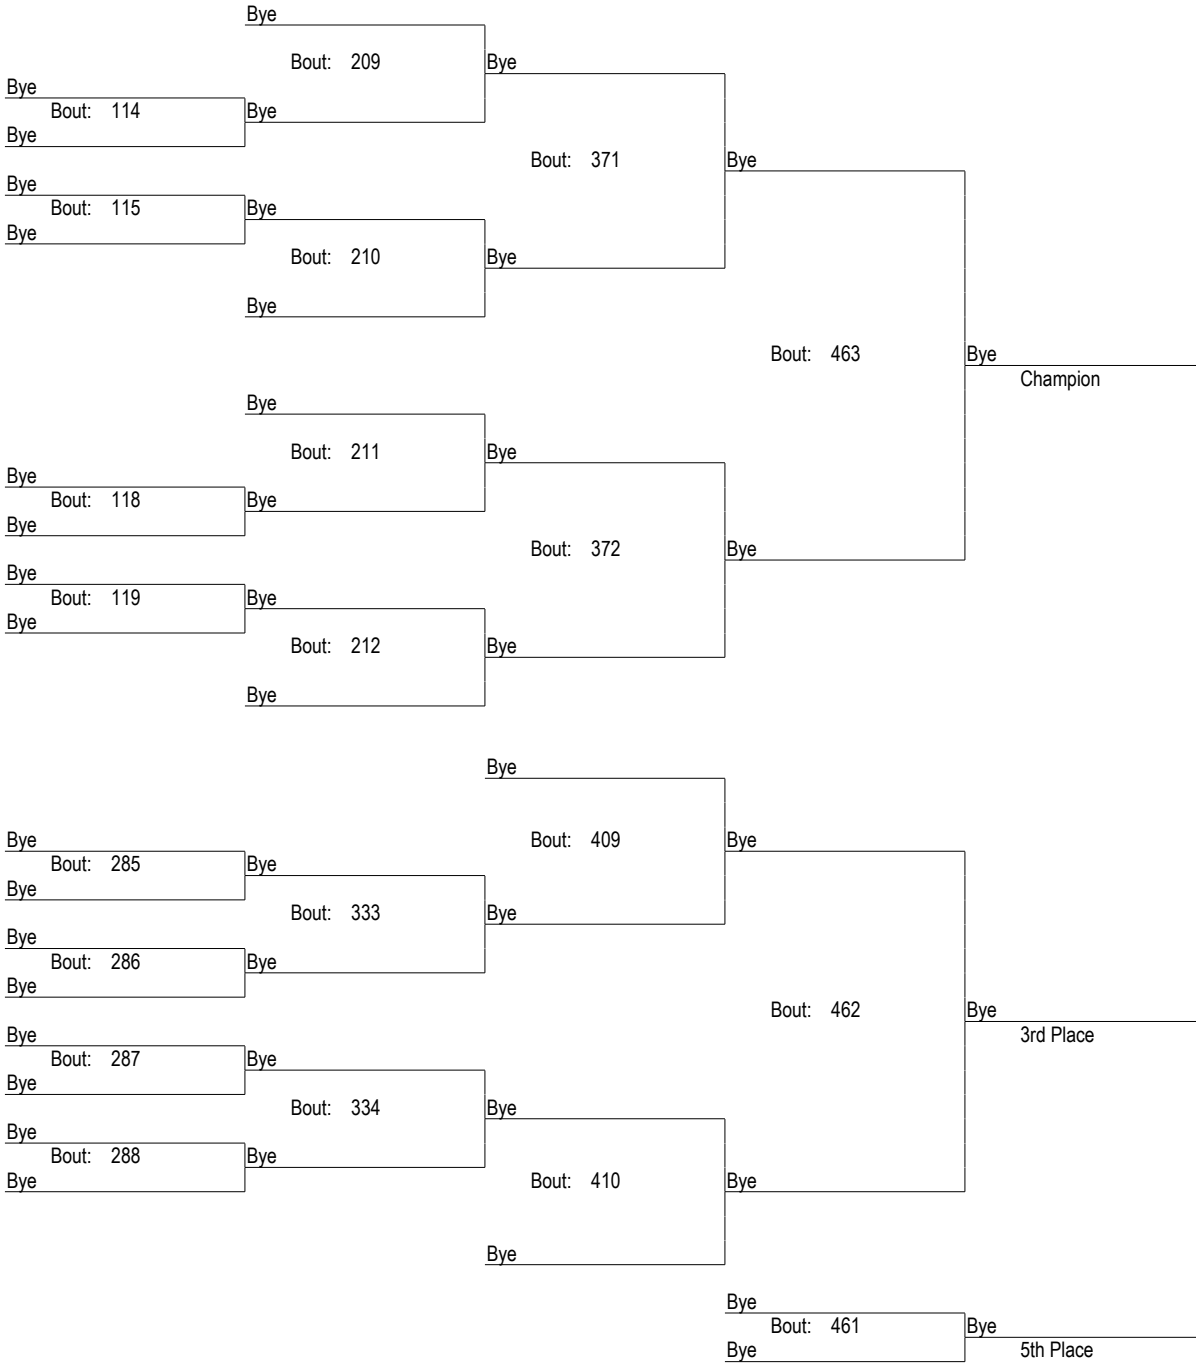 Bye
Bout: 209 Bye
Bye
Bout: 114 Bye
Bye
Bout: 371 Bye
Bye
Bout: 115 Bye
Bye
Bout: 210 Bye
Bye
Bout: 463 Bye
Champion
Bye
Bout: 211 Bye
Bye
Bout: 118 Bye
Bye
Bout: 372 Bye
Bye
Bout: 119 Bye
Bye
Bout: 212 Bye
Bye
Bye
Bye Bout: 409 Bye
Bout: 285 Bye
Bye
Bout: 333 Bye
Bye
Bout: 286 Bye
Bye
Bout: 462 Bye
Bye 3rd Place
Bout: 287 Bye
Bye
Bout: 334 Bye
Bye
Bout: 288 Bye
Bye Bout: 410 Bye
Bye
Bye
Bout: 461 Bye
Bye 5th Place